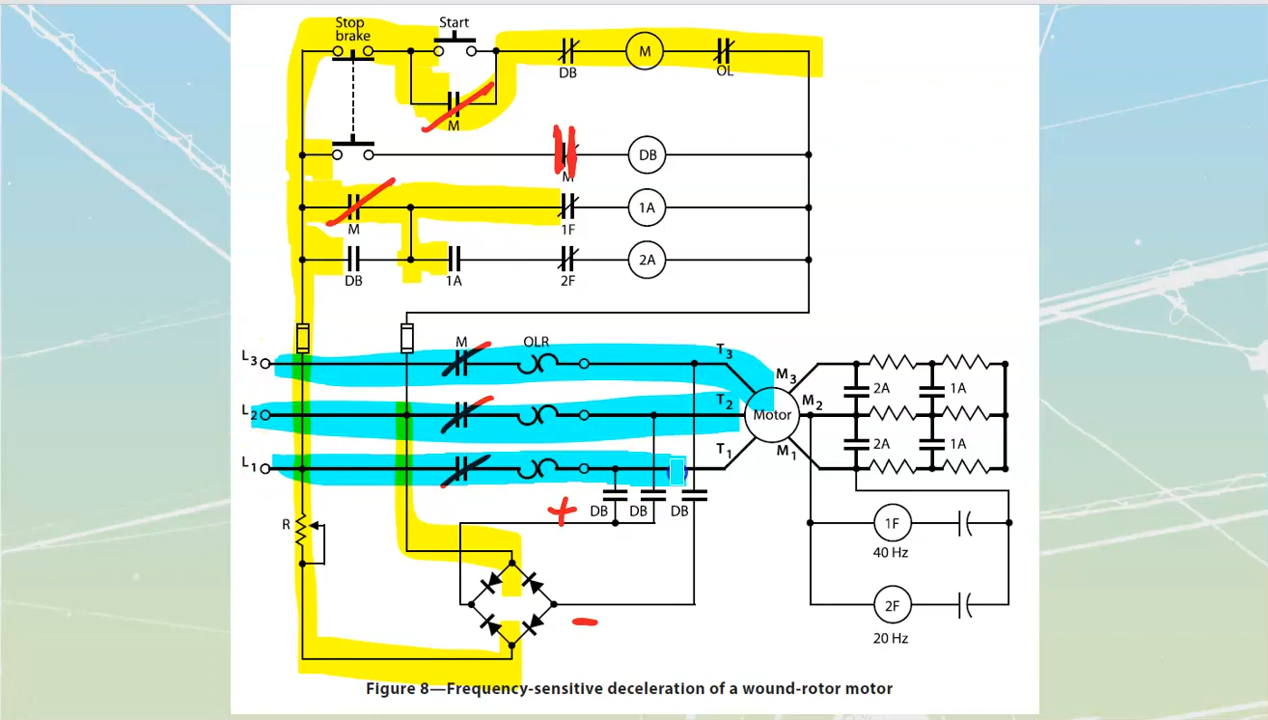 Stop
brake
Start
DB
M
OL
M
M
DB
M
1F
1A
DB
1A
2F
2A
L3
M
OLR
T3
M3
2A
1A
L2
T2
Motor
M2
2A
1A
L1
T1
M1
+
DB
DB
DB
R
1F
40 Hz
-
2F
20 Hz
Figure 8—Frequency-sensitive deceleration of a wound-rotor motor